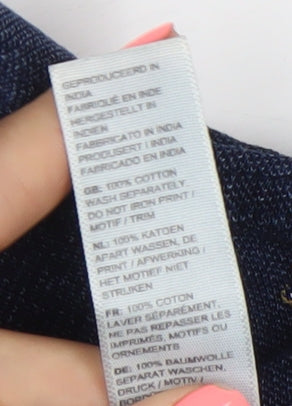 GEPRODUCEERD IN
INDIA
FABRIQUÉ EN INDE
HERGESTELLT IN
INDIEN
FABBRICATO IN INDIA
PRODUSERT I INDIA
FABRICADO EN INDIA
GB: 100% COTTON
WASH SEPARATELY.
DO NOT IRON PRINT /
MOTIF / TRIM
NL: 100% KATOEN
APART WASSEN, DE
PRINT / AFWERKING /
HET MOTIEF NIET
STRIJKEN
FR: 100% COTON
LAVER SÉPARÉMENT.
NE PAS REPASSER LES
IMPRIMÉS, MOTIFS OU
ORNEMENTS
DE: 100% BAUMWOLLE
SEPARAT WASCHEN,
DRUCK / MOTIV /